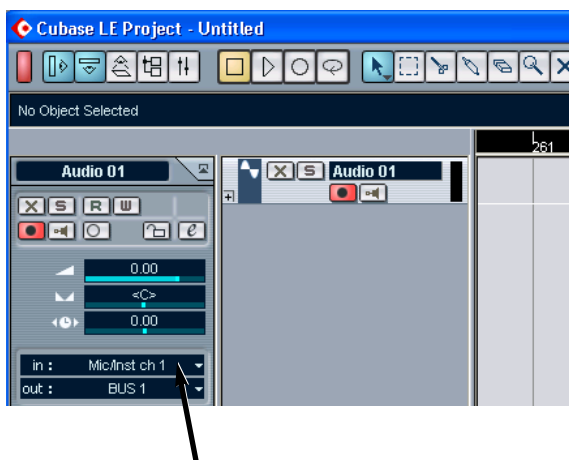 Cubase LE Project - Untitled
No Object Selected
261
Audio 01
X S R W
e
0.00
<C>
0.00
in : Mic/Inst ch 1
out : BUS 1
X S Audio 01